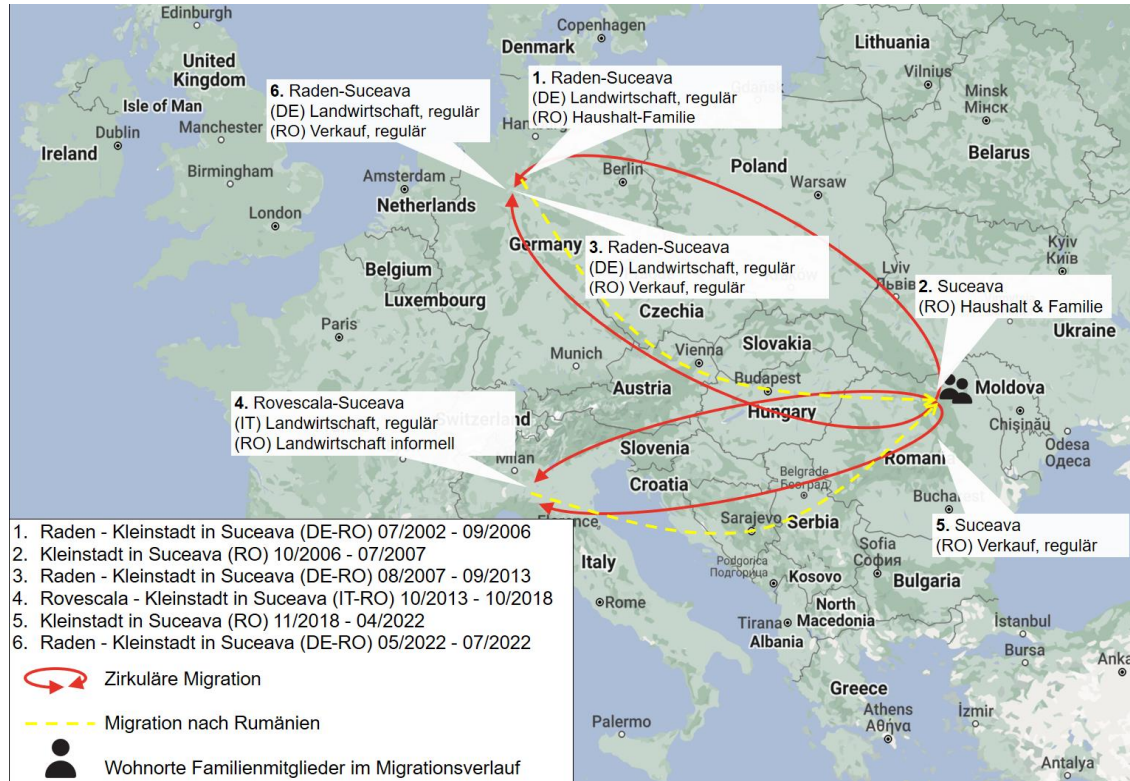 Edinburgh
Copenhagen
Denmark
Lithuania
Vilnius
United
Kingdom
Isle of Man
Dublin
Manchester
Ireland
Birmingham
London
Minsk
Мінск
Belarus
6. Raden-Suceava
(DE) Landwirtschaft, regulär
(RO) Verkauf, regulär
1. Raden-Suceava
(DE) Landwirtschaft, regulär
(RO) Haushalt-Familie
Amsterdam
Netherlands
Berlin
Poland
Warsaw
Germany
Belgium
Luxembourg
Paris
Kyiv
Київ
Lviv
Львів
3. Raden-Suceava
(DE) Landwirtschaft, regulär
(RO) Verkauf, regulär
2. Suceava
(RO) Haushalt & Familie
Ukraine
Czechia
Slovakia
Munich
Vienna
Budapest
Austria
Hungary
Moldova
Chișinău
Odesa
Одеса
4. Rovescala-Suceava
(IT) Landwirtschaft, regulär
(RO) Landwirtschaft informell
Milan
Slovenia
Croatia
Belgrade
Београд
Florence
Sarajevo
Serbia
5. Suceava
(RO) Verkauf, regulär
Italy
Rome
Podgorica
Подгорица
Kosovo
Sofia
София
Bulgaria
North
Macedonia
Tirana
Albania
İstanbul
Bursa
Greece
Athens
Αθήνα
İzmir
Antalya
Palermo
1. Raden - Kleinstadt in Suceava (DE-RO) 07/2002 - 09/2006
2. Kleinstadt in Suceava (RO) 10/2006 - 07/2007
3. Raden - Kleinstadt in Suceava (DE-RO) 08/2007 - 09/2013
4. Rovescala - Kleinstadt in Suceava (IT-RO) 10/2013 - 10/2018
5. Kleinstadt in Suceava (RO) 11/2018 - 04/2022
6. Raden - Kleinstadt in Suceava (DE-RO) 05/2022 - 07/2022
Zirkuläre Migration
Migration nach Rumänien
Wohnorte Familienmitglieder im Migrationsverlauf